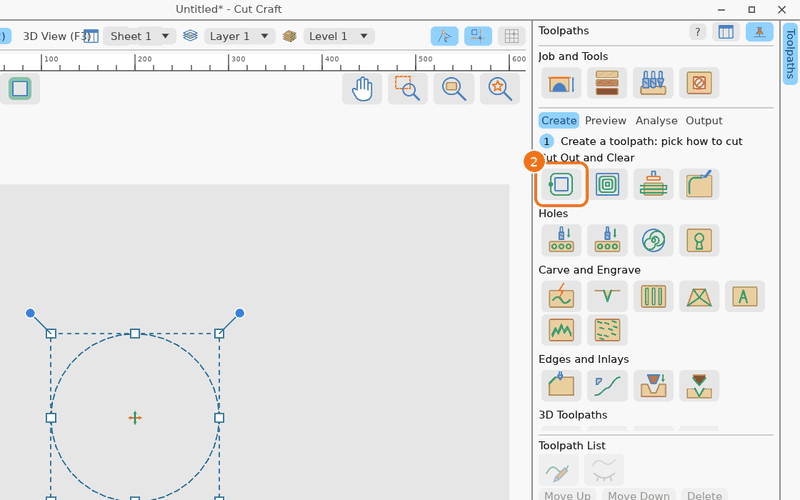 Untitled* - Cut Craft
3D View (F3)
Sheet 1
Layer 1
Level 1
100
200
300
400
500
600
Toolpaths
?
Toolpaths
Job and Tools
Create
Preview
Analyse
Output
1 Create a toolpath: pick how to cut
2
Cut Out and Clear
Holes
Carve and Engrave
A
Edges and Inlays
3D Toolpaths
Toolpath List
Move Up
Move Down
Delete